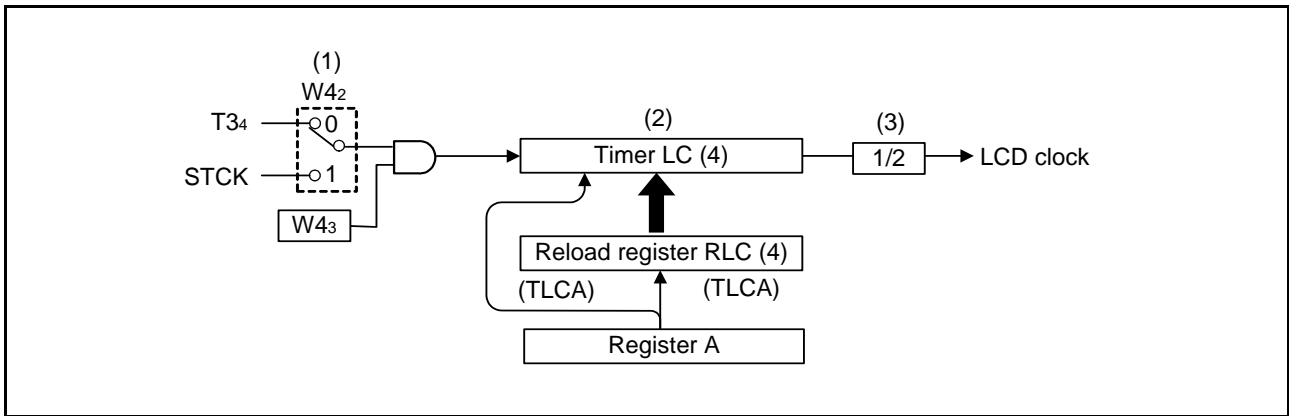 (1)
W42
T34
0
STCK
1
W43
(2)
Timer LC (4)
(3)
1/2
LCD clock
Reload register RLC (4)
(TLCA)
(TLCA)
Register A